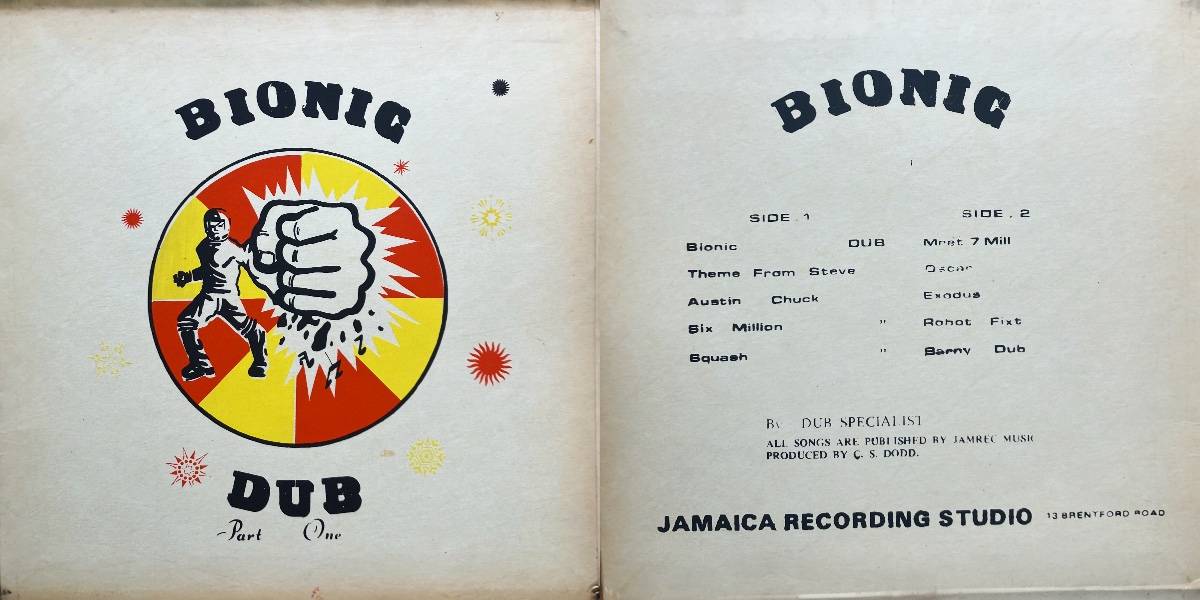 BIONIC
DUB
Part One
BIONIC
SIDE . 1
Bionic DUB
Theme From Steve
Austin Chuck
Six Million "
Squash "
SIDE . 2
Meet 7 Mill
Oscar
Exodus
Robot Fixt
Barny Dub
By DUB SPECIALIST
ALL SONGS ARE PUBLISHED BY JAMREC MUSIC
PRODUCED BY C. S. DODD.
JAMAICA RECORDING STUDIO 13 BRENTFORD ROAD